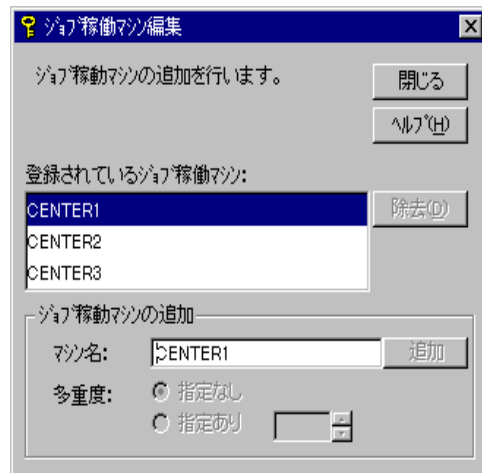 ジョブ稼働マシン編集
ジョブ稼動マシンの追加を行います。
閉じる
ヘルプ(H)
登録されているジョブ稼働マシン:
CENTER1
CENTER2
CENTER3
除去(D)
ジョブ稼動マシンの追加
マシン名:
CENTER1
追加
多重度:
指定なし
指定あり